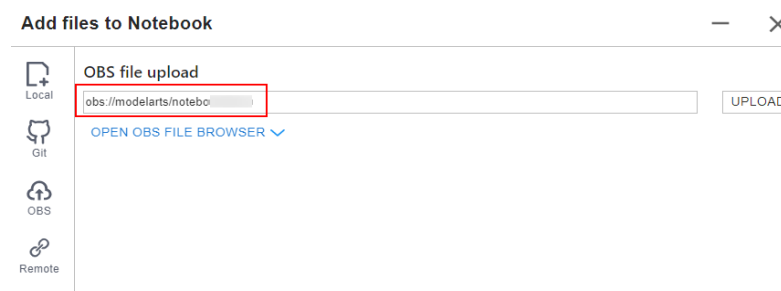 Add files to Notebook
OBS file upload
Local
obs://modelarts/notebo
UPLOAD
OPEN OBS FILE BROWSER
Git
OBS
Remote